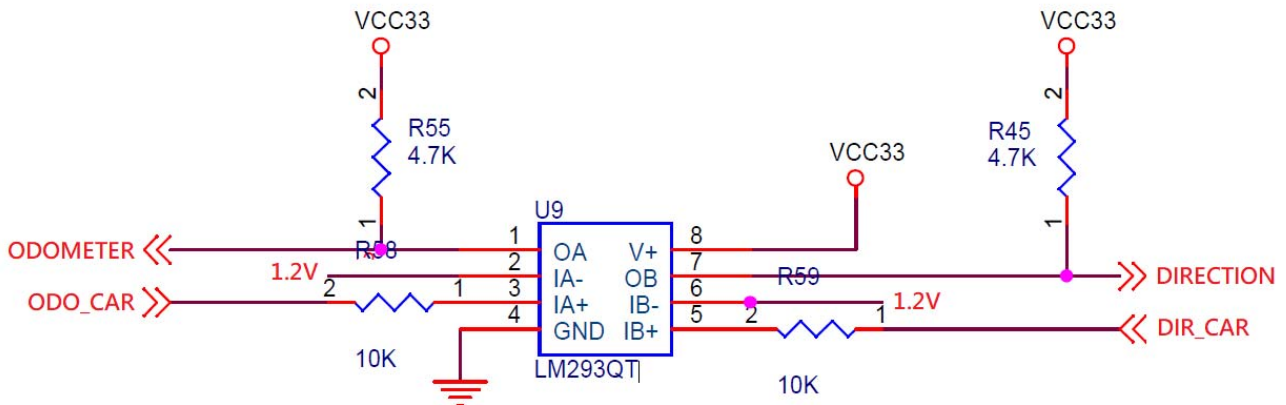 VCC33
VCC33
2
R55
4.7K
1
2
R45
4.7K
1
VCC33
U9
ODOMETER
R58
1
OA
V+
8
1.2V
2
IA-
OB
7
R59
DIRECTION
ODO_CAR
2
1
3
IA+
IB-
6
1.2V
4
GND
IB+
5
2
1
DIR_CAR
10K
LM293QT
10K